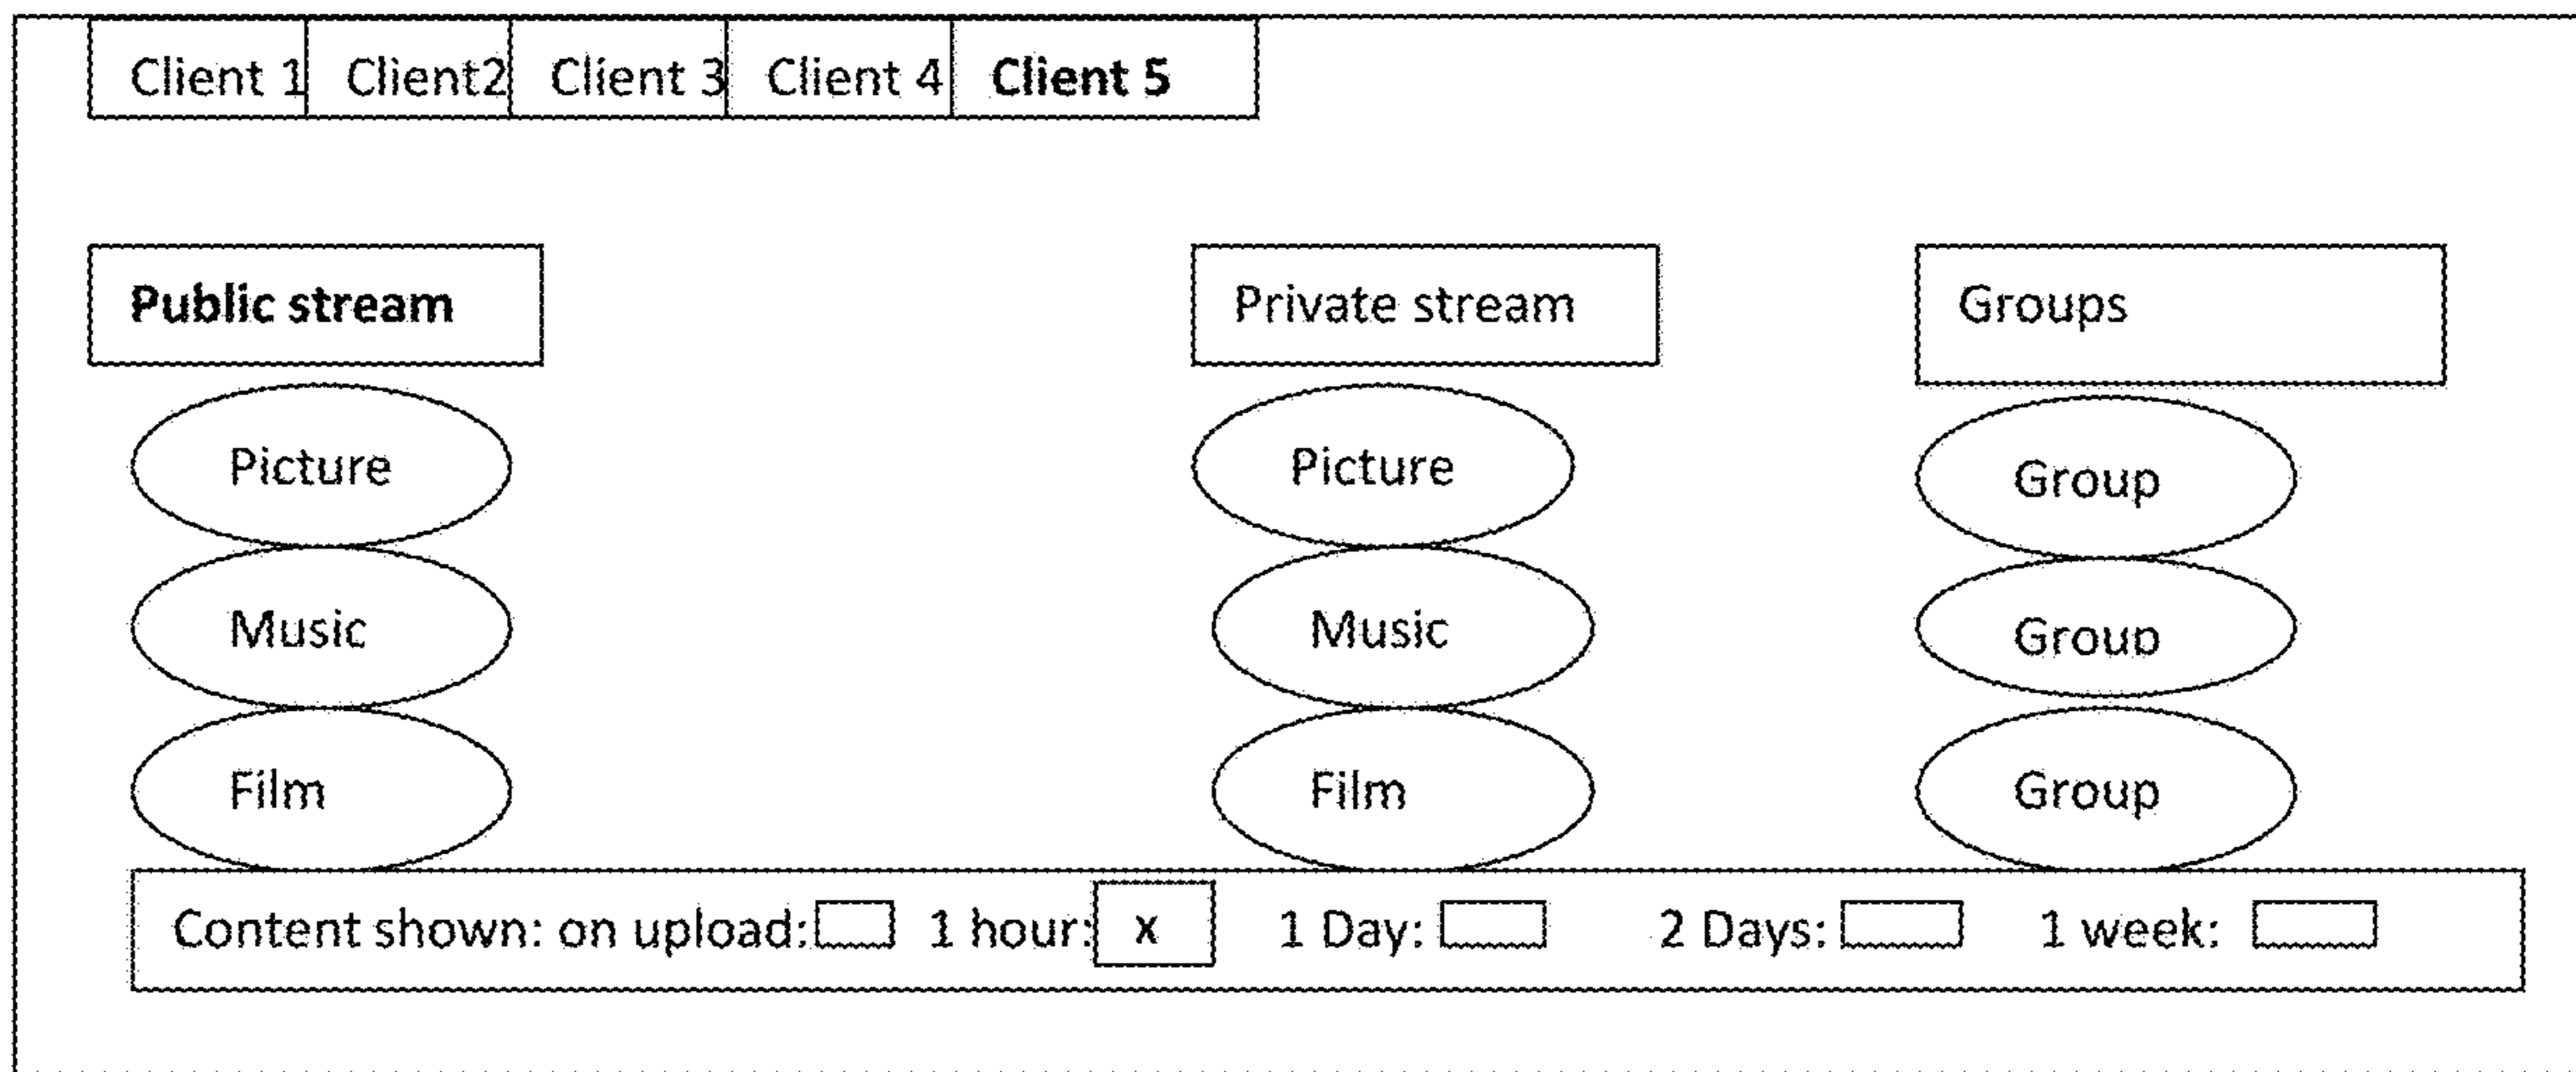 Client 1 Client2 Client 3 Client 4 Client 5
Public stream Private stream Groups
Picture Picture Group
Music Music Group
Film Film Group
Content shown: on upload: 1 hour: x 1 Day: 2 Days: 1 week: